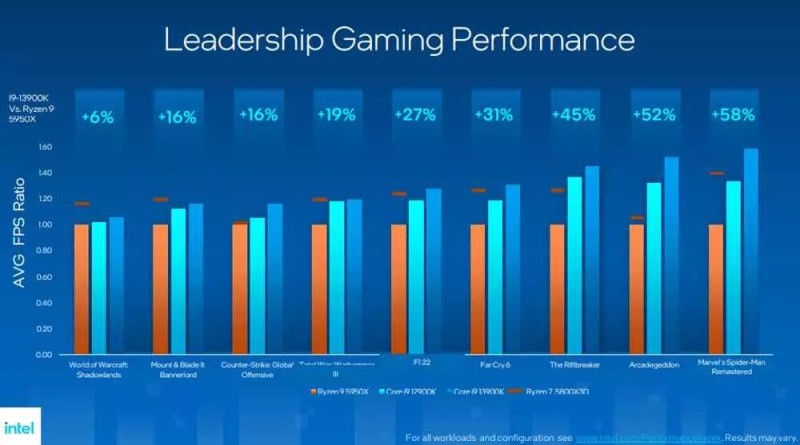 Leadership Gaming Performance
I9-13900K
Vs. Ryzen 9
5950X
+6%
+16%
+16%
+19%
+27%
+31%
+45%
+52%
+58%
AVG FPS Ratio
1.60
1.40
1.20
1.00
0.80
0.60
0.40
0.20
0.00
World of Warcraft:
Shadowlands
Mount & Blade II:
Bannerlord
Counter-Strike: Global
Offensive
III
F1 22
Far Cry 6
The Riftbreaker
Arcadegeddon
Marvel's Spider-Man
Remastered
Ryzen 9 5950X
Core i9 12900K
Core i9 13900K
Ryzen 7 5800X3D
intel
For all workloads and configuration see www.intel.com/PerformanceIndex. Results may vary.